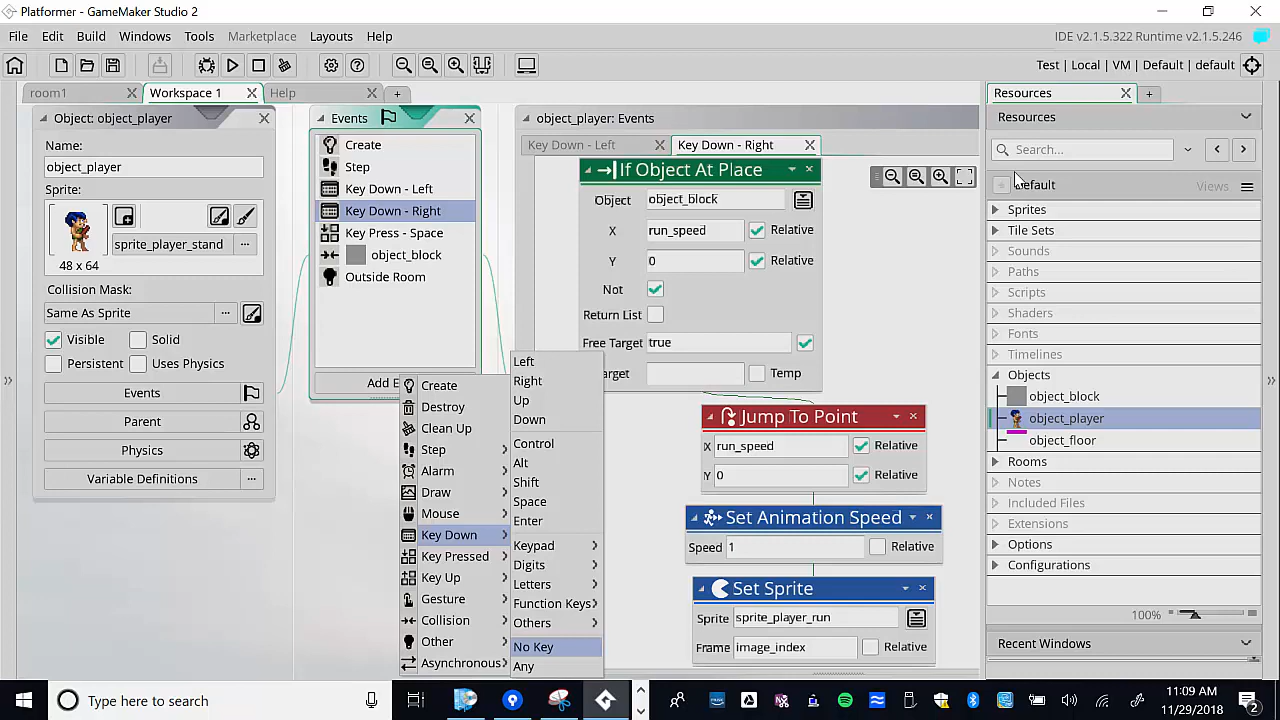 Platformer - GameMaker Studio 2
File Edit Build Windows Tools Marketplace Layouts Help
IDE v2.1.5.322 Runtime v2.1.5.246
Test | Local | VM | Default | default
room1
Workspace 1
Help
Object: object_player
Name:
object_player
Sprite:
sprite_player_stand
48 x 64
Collision Mask:
Same As Sprite
Visible
Solid
Persistent
Uses Physics
Events
Parent
Physics
Variable Definitions
Events
Create
Step
Key Down - Left
Key Down - Right
Key Press - Space
object_block
Outside Room
Add E
Create
Destroy
Clean Up
Step
Alarm
Draw
Mouse
Key Down
Key Pressed
Key Up
Gesture
Collision
Other
Asynchronous
Left
Right
Up
Down
Control
Alt
Shift
Space
Enter
Keypad
Digits
Letters
Function Keys
Others
No Key
Any
object_player: Events
Key Down - Left
Key Down - Right
If Object At Place
Object object_block
X run_speed Relative
Y 0 Relative
Not
Return List
Free Target true
arget Temp
Jump To Point
X run_speed Relative
Y 0 Relative
Set Animation Speed
Speed 1 Relative
Set Sprite
Sprite sprite_player_run
Frame image_index Relative
Resources
Resources
Search...
Default
Views
Sprites
Tile Sets
Sounds
Paths
Scripts
Shaders
Fonts
Timelines
Objects
object_block
object_player
object_floor
Rooms
Notes
Included Files
Extensions
Options
Configurations
100%
Recent Windows
Type here to search
11:09 AM
11/29/2018
2